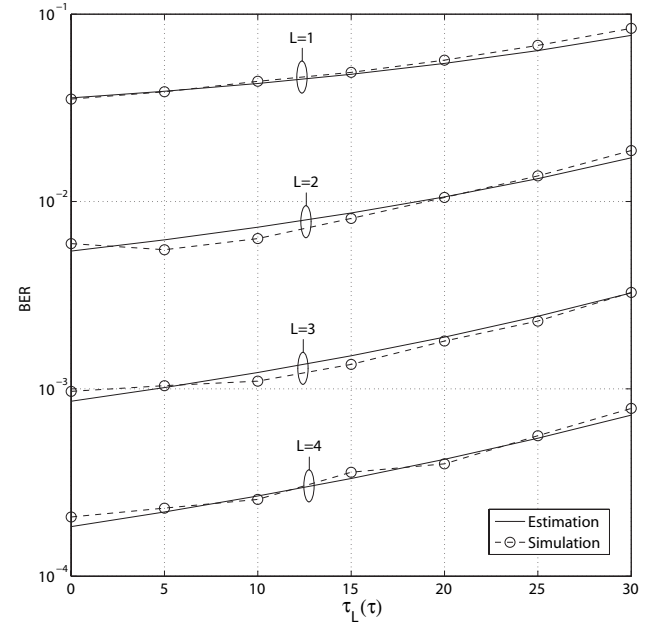 10⁻¹
L=1
L=2
10⁻²
BER
L=3
10⁻³
L=4
Estimation
Simulation
10⁻⁴
0 5 10 15 20 25 30
τ_L(τ)